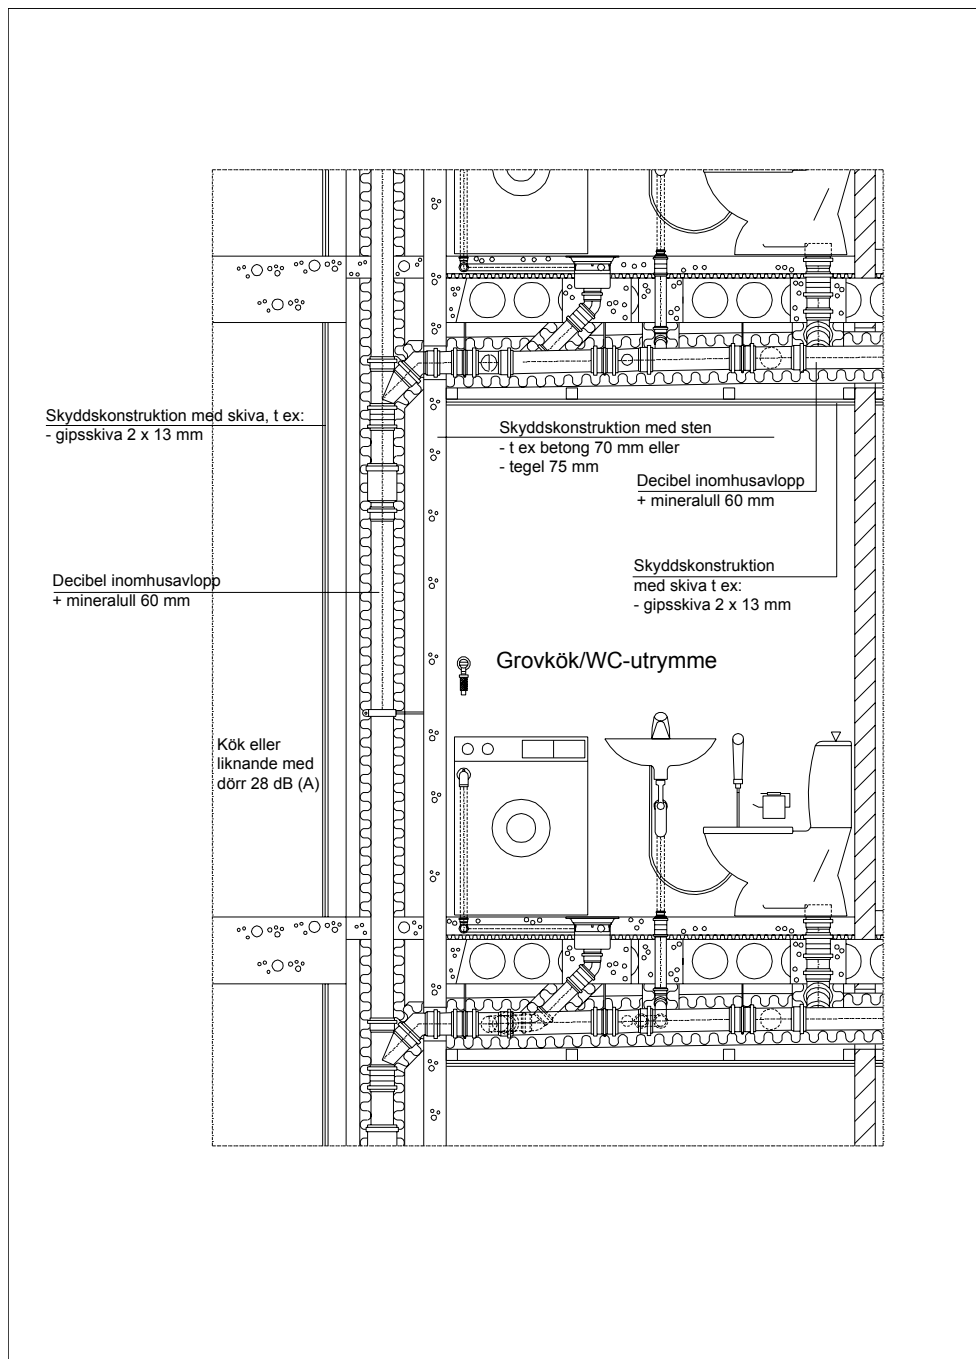 Skyddskonstruktion med skiva, t ex:
- gipsskiva 2 x 13 mm
Skyddskonstruktion med sten
- t ex betong 70 mm eller
- tegel 75 mm
Decibel inomhusavlopp
+ mineralull 60 mm
Skyddskonstruktion
med skiva t ex:
- gipsskiva 2 x 13 mm
Decibel inomhusavlopp
+ mineralull 60 mm
Grovkök/WC-utrymme
Kök eller
liknande med
dörr 28 dB (A)